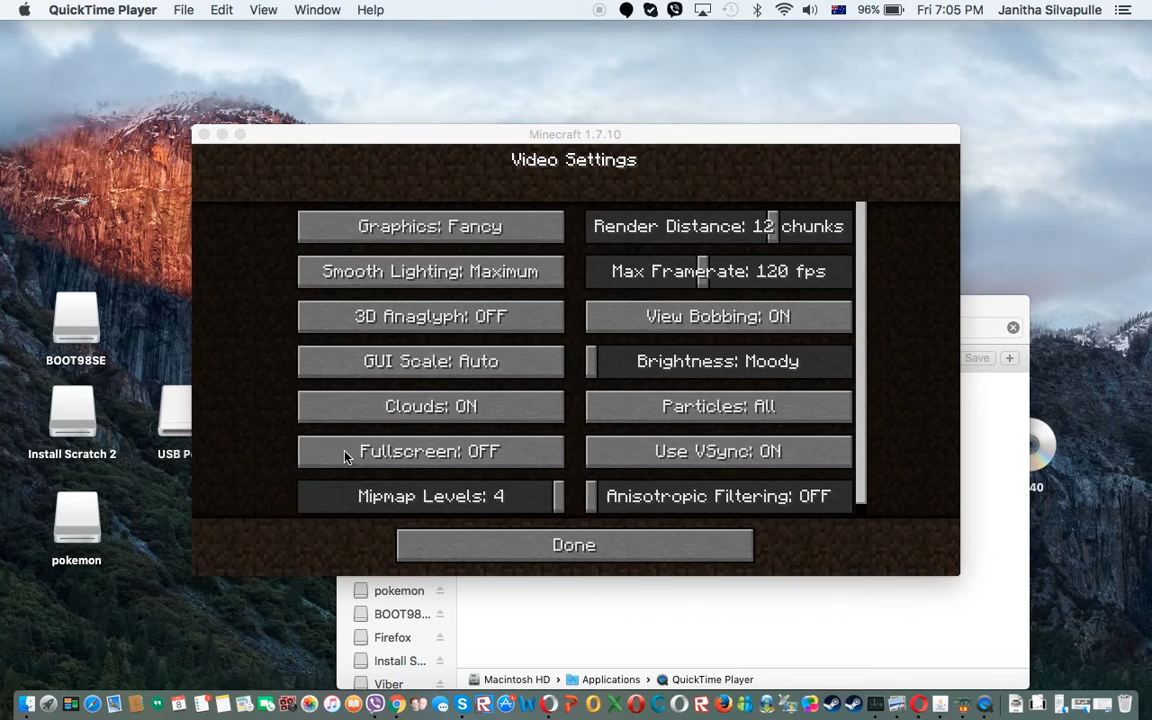 QuickTime Player File Edit View Window Help 96% Fri 7:05 PM Janitha Silvapulle
Minecraft 1.7.10
Video Settings
Graphics: Fancy
Render Distance: 12 chunks
Smooth Lighting: Maximum
Max Framerate: 120 fps
3D Anaglyph: OFF
View Bobbing: ON
GUI Scale: Auto
Brightness: Moody
Clouds: ON
Particles: All
Fullscreen: OFF
Use VSync: ON
Mipmap Levels: 4
Anisotropic Filtering: OFF
Done
BOOT98SE
Install Scratch 2
USB
pokemon
Save +
40
pokemon
BOOT98...
Firefox
Install S...
Viber
Macintosh HD Applications QuickTime Player